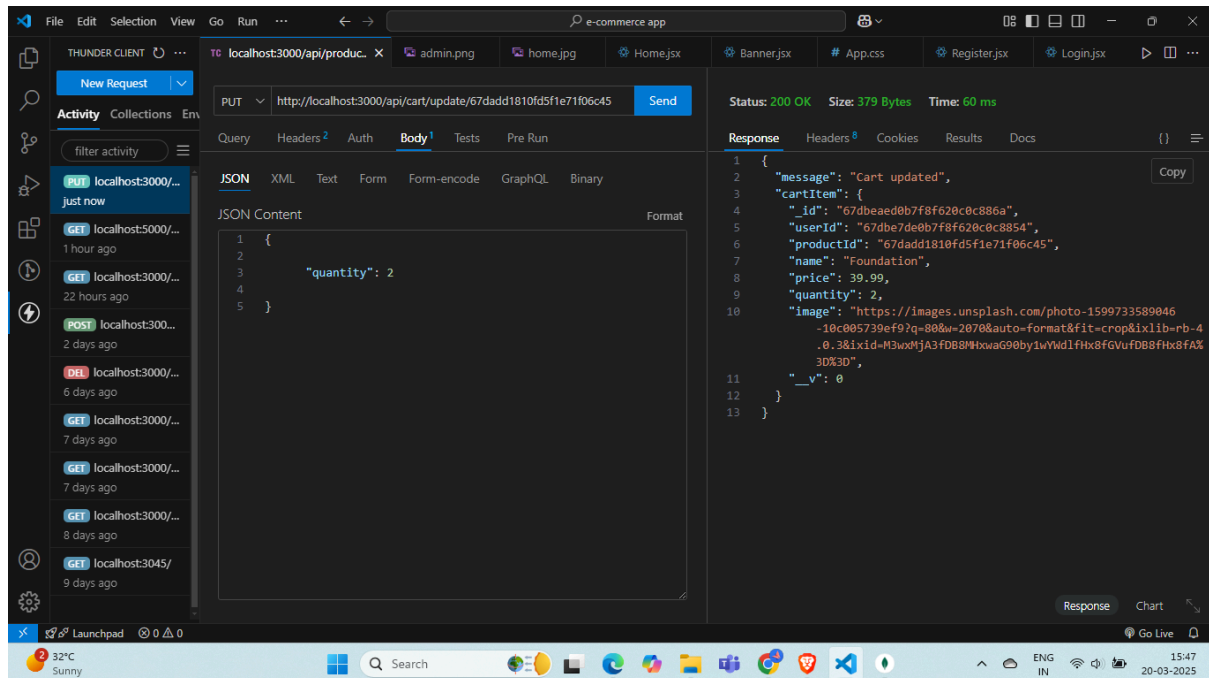 File Edit Selection View Go Run ... e-commerce app
THUNDER CLIENT ...
New Request
Activity Collections Env
filter activity
PUT localhost:3000/...
just now
GET localhost:5000/...
1 hour ago
GET localhost:3000/...
22 hours ago
POST localhost:300...
2 days ago
DEL localhost:3000/...
6 days ago
GET localhost:3000/...
7 days ago
GET localhost:3000/...
7 days ago
GET localhost:3000/...
8 days ago
GET localhost:3045/
9 days ago
TC localhost:3000/api/produc.. admin.png home.jpg Home.jsx Banner.jsx # App.css Register.jsx Login.jsx ...
PUT http://localhost:3000/api/cart/update/67dadd1810fd5f1e71f06c45 Send
Query Headers 2 Auth Body 1 Tests Pre Run
JSON XML Text Form Form-encode GraphQL Binary
JSON Content Format
1 {
2
3 "quantity": 2
4
5 }
Status: 200 OK Size: 379 Bytes Time: 60 ms
Response Headers 8 Cookies Results Docs {}
Copy
1 {
2 "message": "Cart updated",
3 "cartItem": {
4 "_id": "67dbeaed0b7f8f620c0c886a",
5 "userId": "67dbe7de0b7f8f620c0c8854",
6 "productId": "67dadd1810fd5f1e71f06c45",
7 "name": "Foundation",
8 "price": 39.99,
9 "quantity": 2,
10 "image": "https://images.unsplash.com/photo-1599733589046
-10c005739ef9?q=80&w=2070&auto=format&fit=crop&ixlib=rb-4
.0.3&ixid=M3wxMjA3fDB8MHxwaG90by1wYWdlfHx8fGVufDB8fHx8fA%
3D%3D",
11 "__v": 0
12 }
13 }
Response Chart
Launchpad 0 0 Go Live
2
32°C
Sunny
Search
ENG
IN
15:47
20-03-2025